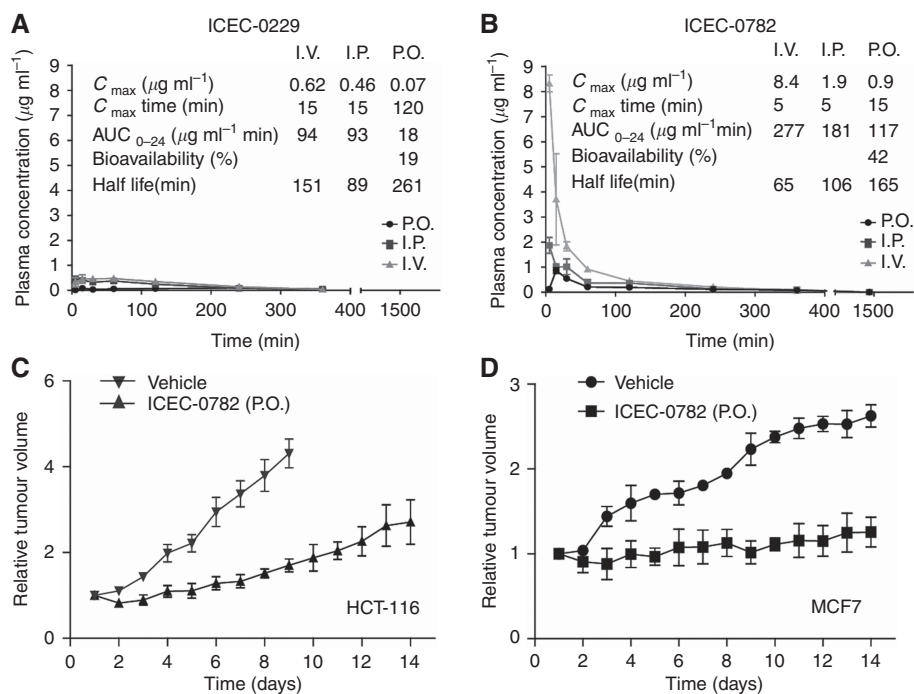 A ICEC-0229
Plasma concentration (μg ml⁻¹)
9
8
7
6
5
4
3
2
1
0
I.V. I.P. P.O.
C max (μg ml⁻¹) 0.62 0.46 0.07
C max time (min) 15 15 120
AUC 0–24 (μg ml⁻¹ min) 94 93 18
Bioavailability (%) 19
Half life(min) 151 89 261
P.O.
I.P.
I.V.
0 100 200 300 400 1500
Time (min)
B ICEC-0782
Plasma concentration (μg ml⁻¹)
9
8
7
6
5
4
3
2
1
0
I.V. I.P. P.O.
C max (μg ml⁻¹) 8.4 1.9 0.9
C max time (min) 5 5 15
AUC 0–24 (μg ml⁻¹min) 277 181 117
Bioavailability (%) 42
Half life(min) 65 106 165
P.O.
I.P.
I.V.
0 100 200 300 400 1500
Time (min)
C
Relative tumour volume
6
4
2
0
Vehicle
ICEC-0782 (P.O.)
HCT-116
0 2 4 6 8 10 12 14
Time (days)
D
Relative tumour volume
3
2
1
0
Vehicle
ICEC-0782 (P.O.)
MCF7
0 2 4 6 8 10 12 14
Time (days)